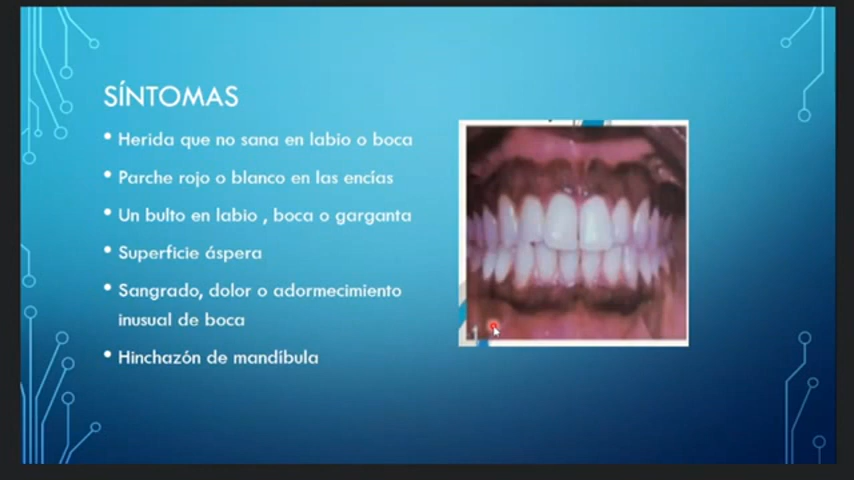 SÍNTOMAS
• Herida que no sana en labio o boca
• Parche rojo o blanco en las encías
• Un bulto en labio , boca o garganta
• Superficie áspera
• Sangrado, dolor o adormecimiento
inusual de boca
• Hinchazón de mandíbula
1